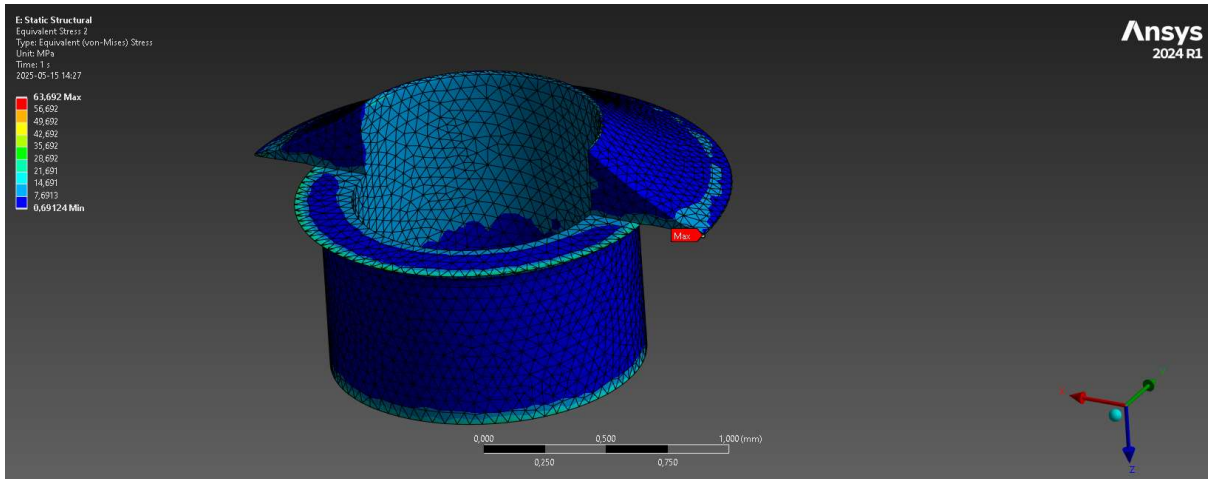 E: Static Structural
Equivalent Stress 2
Type: Equivalent (von-Mises) Stress
Unit: MPa
Time: 1 s
2025-05-15 14:27
63,692 Max
56,692
49,692
42,692
35,692
28,692
21,691
14,691
7,6913
0,69124 Min
Ansys
2024 R1
Max
0,000
0,500
1,000 (mm)
0,250
0,750
X
Z